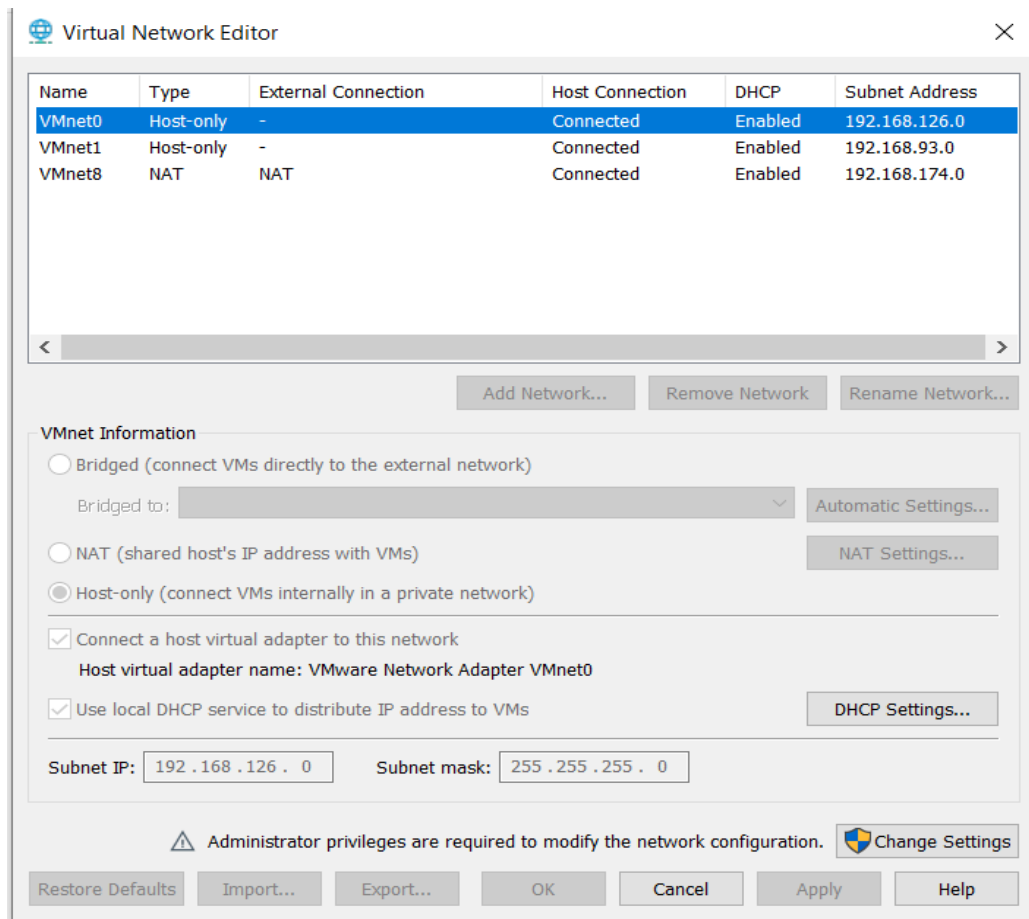 Virtual Network Editor
Name Type External Connection Host Connection DHCP Subnet Address
VMnet0 Host-only - Connected Enabled 192.168.126.0
VMnet1 Host-only - Connected Enabled 192.168.93.0
VMnet8 NAT NAT Connected Enabled 192.168.174.0
Add Network... Remove Network Rename Network...
VMnet Information
Bridged (connect VMs directly to the external network)
Bridged to: Automatic Settings...
NAT (shared host's IP address with VMs) NAT Settings...
Host-only (connect VMs internally in a private network)
Connect a host virtual adapter to this network
Host virtual adapter name: VMware Network Adapter VMnet0
Use local DHCP service to distribute IP address to VMs DHCP Settings...
Subnet IP: 192 . 168 . 126 . 0 Subnet mask: 255 . 255 . 255 . 0
Administrator privileges are required to modify the network configuration. Change Settings
Restore Defaults Import... Export... OK Cancel Apply Help